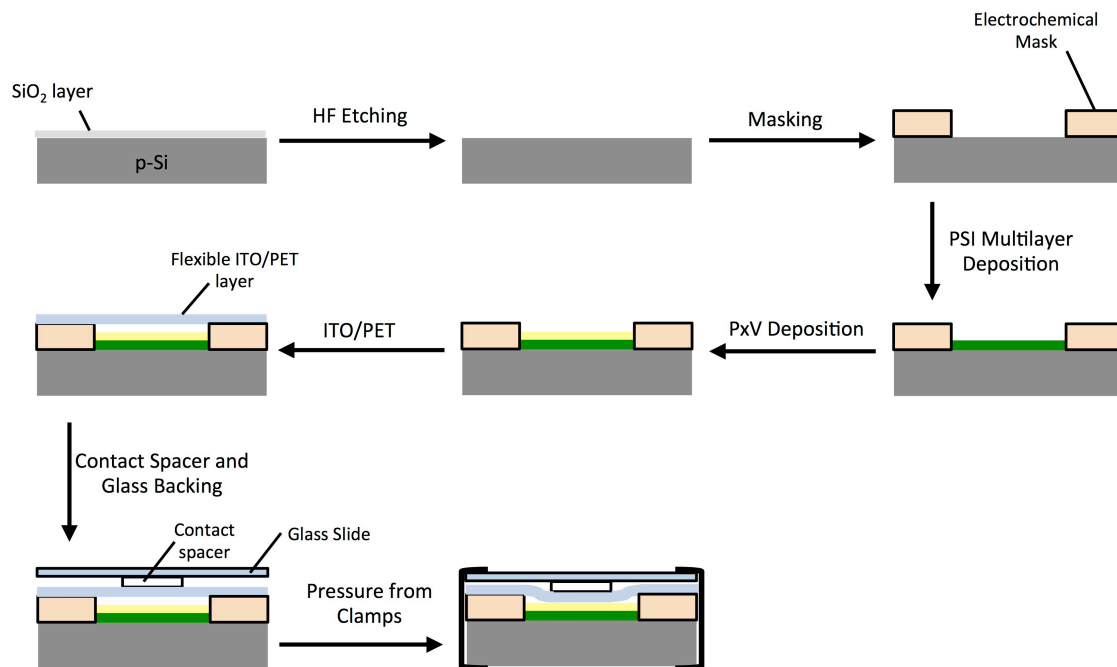 Electrochemical
Mask
SiO₂ layer
HF Etching
Masking
p-Si
PSI Multilayer
Deposition
Flexible ITO/PET
layer
ITO/PET
PxV Deposition
Contact Spacer and
Glass Backing
Contact
spacer
Glass Slide
Pressure from
Clamps